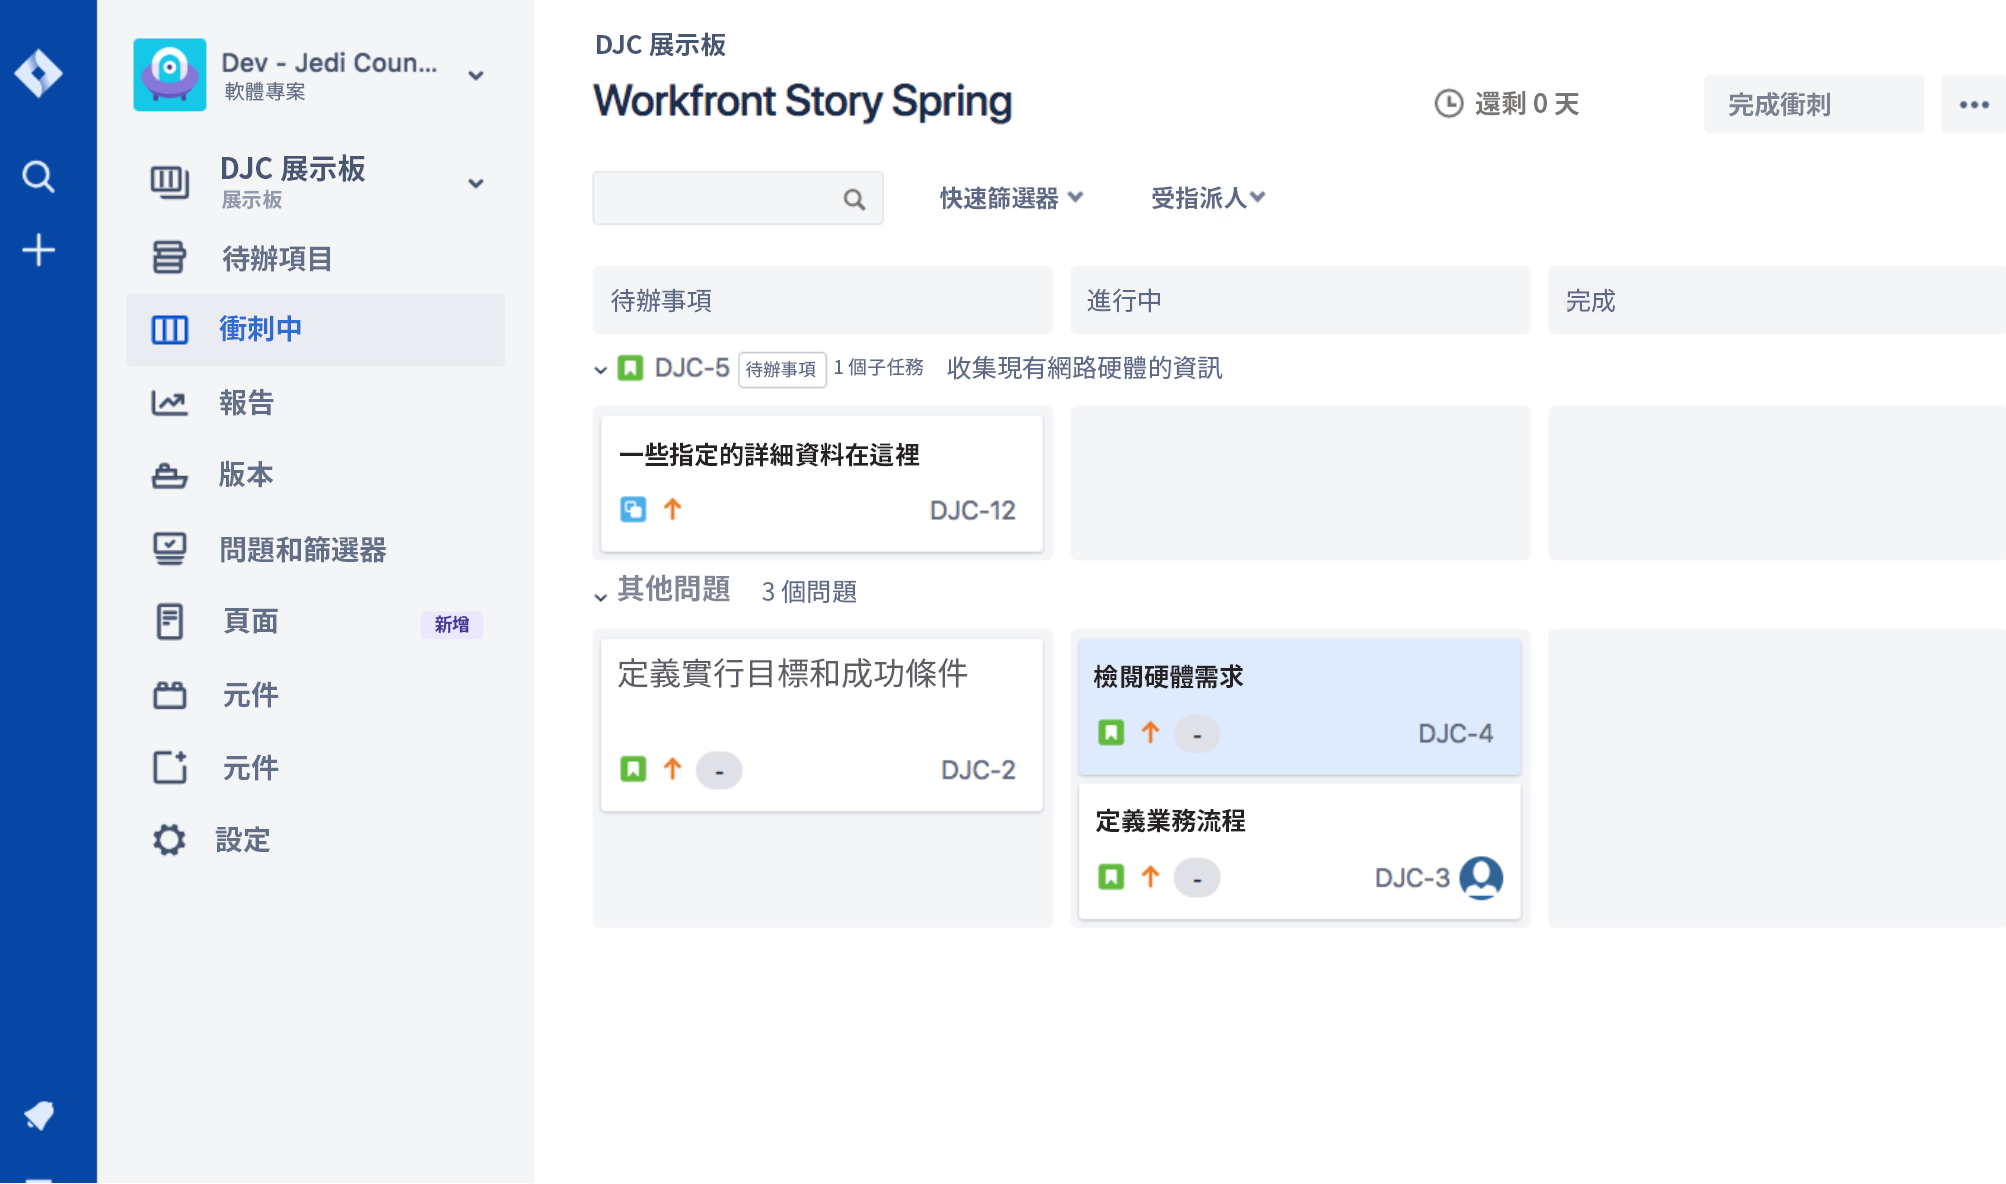 Dev - Jedi Coun...
軟體專案
DJC 展示板
展示板
待辦項目
衝刺中
報告
版本
問題和篩選器
頁面
新增
元件
元件
設定
DJC 展示板
Workfront Story Spring
還剩 0 天
完成衝刺
快速篩選器
受指派人
待辦事項
進行中
完成
DJC-5 待辦事項 1 個子任務 收集現有網路硬體的資訊
一些指定的詳細資料在這裡
DJC-12
其他問題 3 個問題
定義實行目標和成功條件
-
DJC-2
檢閱硬體需求
-
DJC-4
定義業務流程
-
DJC-3